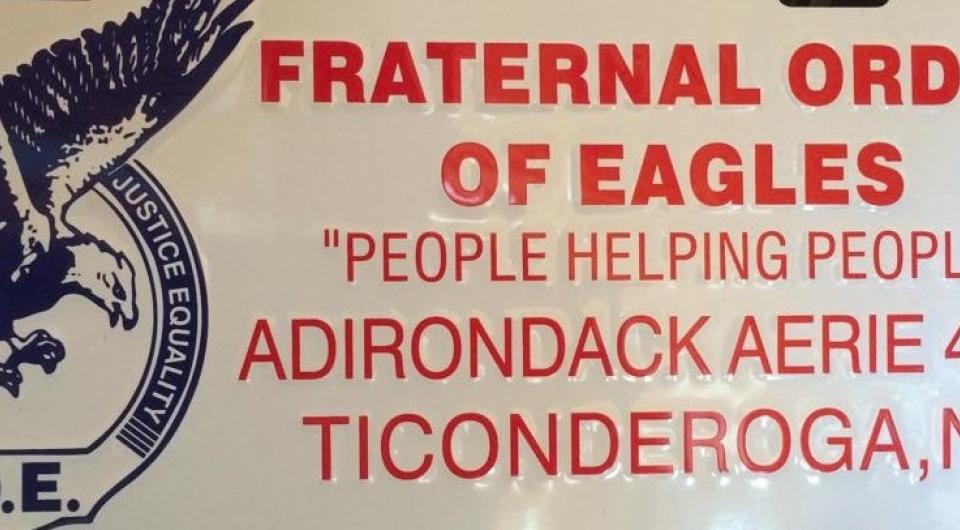 FRATERNAL ORD
OF EAGLES
"PEOPLE HELPING PEOPL
ADIRONDACK AERIE 4
TICONDEROGA, N
JUSTICE EQUALITY
.E.